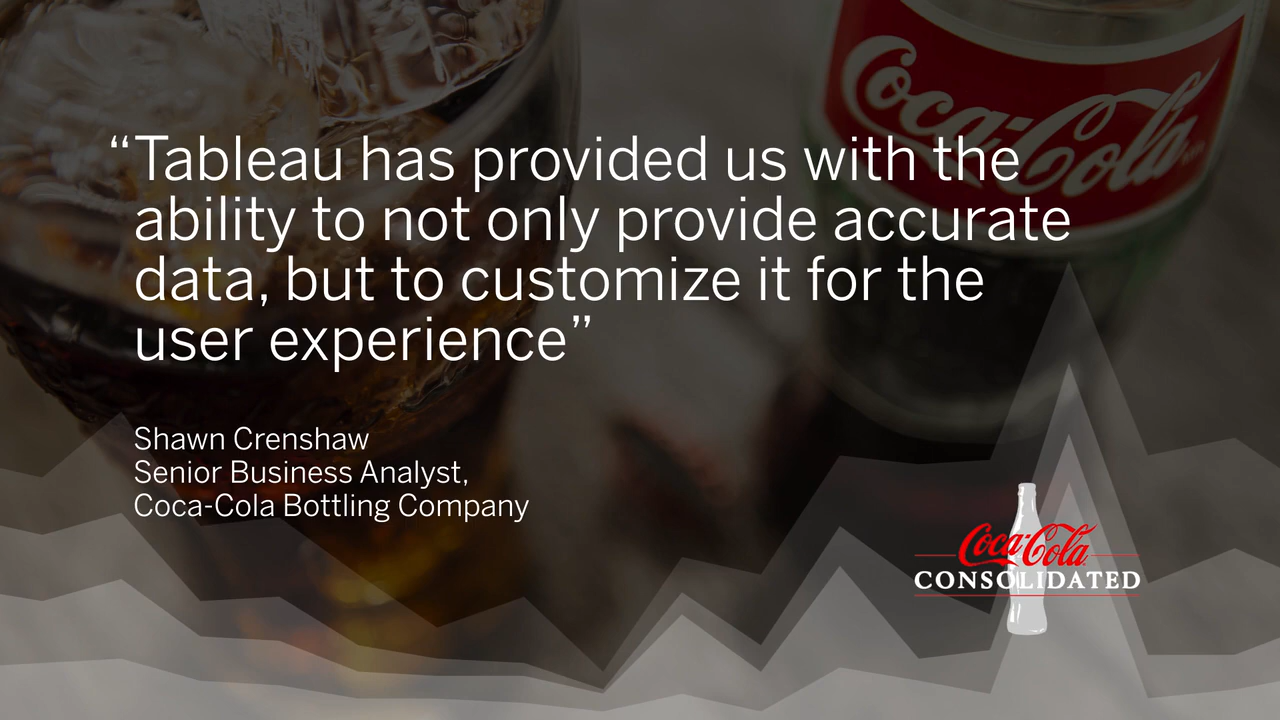 Coca-Cola
“Tableau has provided us with the
ability to not only provide accurate
data, but to customize it for the
user experience”
Shawn Crenshaw
Senior Business Analyst,
Coca-Cola Bottling Company
Coca-Cola
CONSOLIDATED